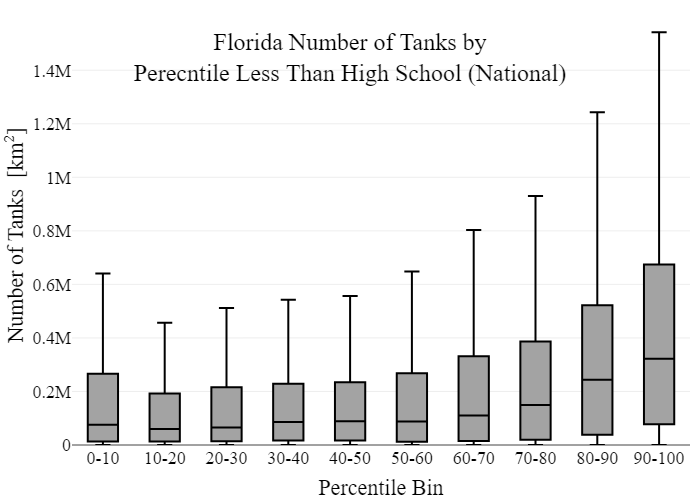 Florida Number of Tanks by
Perecntile Less Than High School (National)
Number of Tanks [km²]
1.4M
1.2M
1M
0.8M
0.6M
0.4M
0.2M
0
0-10 10-20 20-30 30-40 40-50 50-60 60-70 70-80 80-90 90-100
Percentile Bin